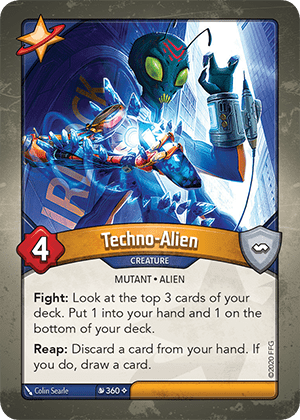 4
Techno-Alien
CREATURE
MUTANT • ALIEN
Fight: Look at the top 3 cards of your
deck. Put 1 into your hand and 1 on the
bottom of your deck.
Reap: Discard a card from your hand. If
you do, draw a card.
Colin Searle
360
©2020 FFG